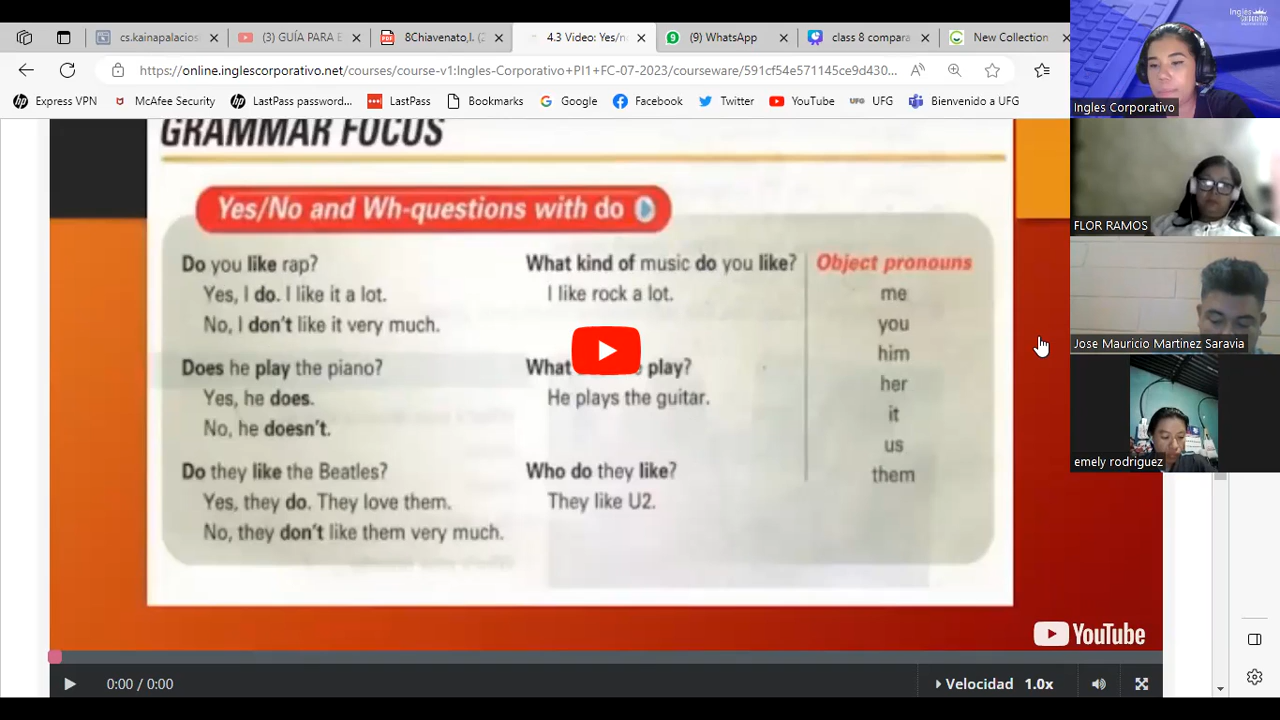 cs.kainapalacios
(3) GUÍA PARA E
8Chiavenato(2
4.3 Video: Yes/n
(9) WhatsApp
class 8 compara
New Collection
https://online.inglescorporativo.net/courses/course-v1:Ingles-Corporativo+PI1+FC-07-2023/courseware/591cf54e571145ce9d430...
Express VPN
McAfee Security
LastPass password...
LastPass
Bookmarks
Google
Facebook
Twitter
YouTube
UFG
Bienvenido a UFG
GRAMMAR FOCUS
Yes/No and Wh-questions with do
Do you like rap?
Yes, I do. I like it a lot.
No, I don't like it very much.
Does he play the piano?
Yes, he does.
No, he doesn't.
Do they like the Beatles?
Yes, they do. They love them.
No, they don't like them very much.
What kind of music do you like?
I like rock a lot.
What play?
He plays the guitar.
Who do they like?
They like U2.
Object pronouns
me
you
him
her
it
us
them
YouTube
0:00 / 0:00
Velocidad 1.0x
Ingles Corporativo
FLOR RAMOS
Jose Mauricio Martinez Saravia
emely rodriguez